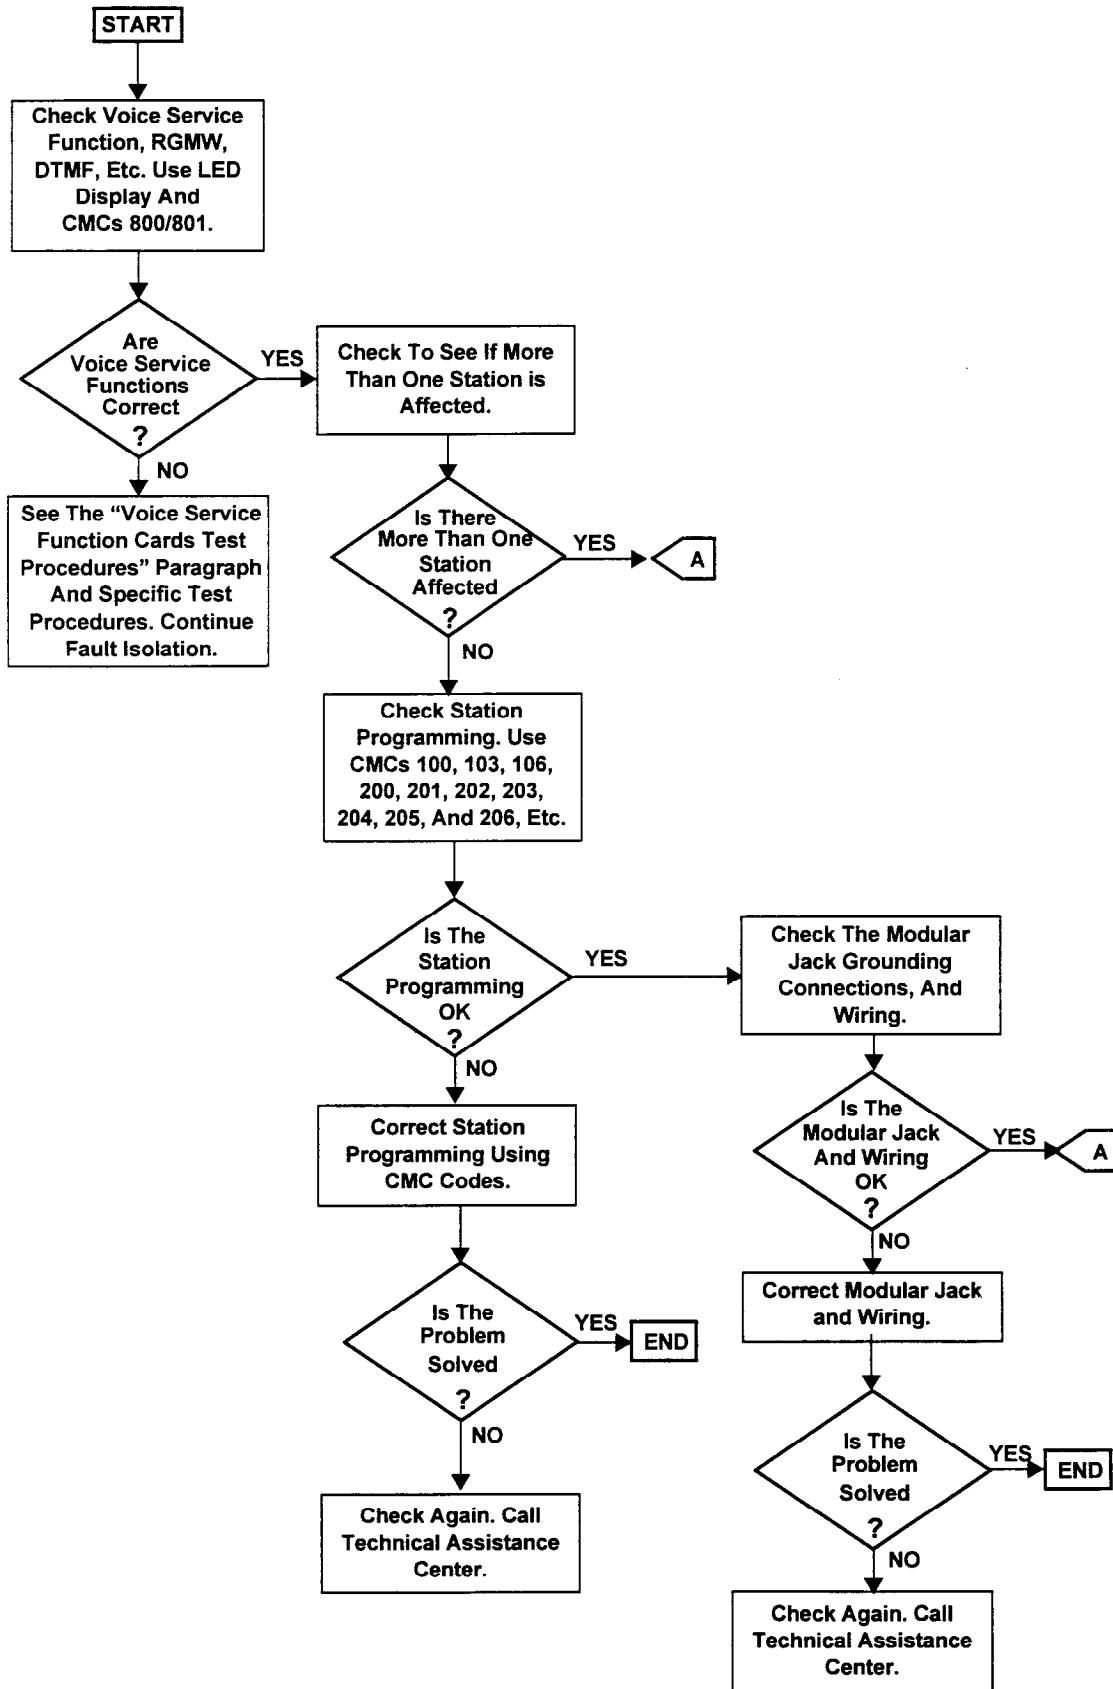 START
Check Voice Service
Function, RGMW,
DTMF, Etc. Use LED
Display And
CMCs 800/801.
Are
Voice Service
Functions
Correct
?
YES
NO
See The “Voice Service
Function Cards Test
Procedures” Paragraph
And Specific Test
Procedures. Continue
Fault Isolation.
Check To See If More
Than One Station is
Affected.
Is There
More Than One
Station
Affected
?
YES
A
NO
Check Station
Programming. Use
CMCs 100, 103, 106,
200, 201, 202, 203,
204, 205, And 206, Etc.
Is The
Station
Programming
OK
?
YES
NO
Correct Station
Programming Using
CMC Codes.
Is The
Problem
Solved
?
YES
END
NO
Check Again. Call
Technical Assistance
Center.
Check The Modular
Jack Grounding
Connections, And
Wiring.
Is The
Modular Jack
And Wiring
OK
?
YES
A
NO
Correct Modular Jack
and Wiring.
Is The
Problem
Solved
?
YES
END
NO
Check Again. Call
Technical Assistance
Center.